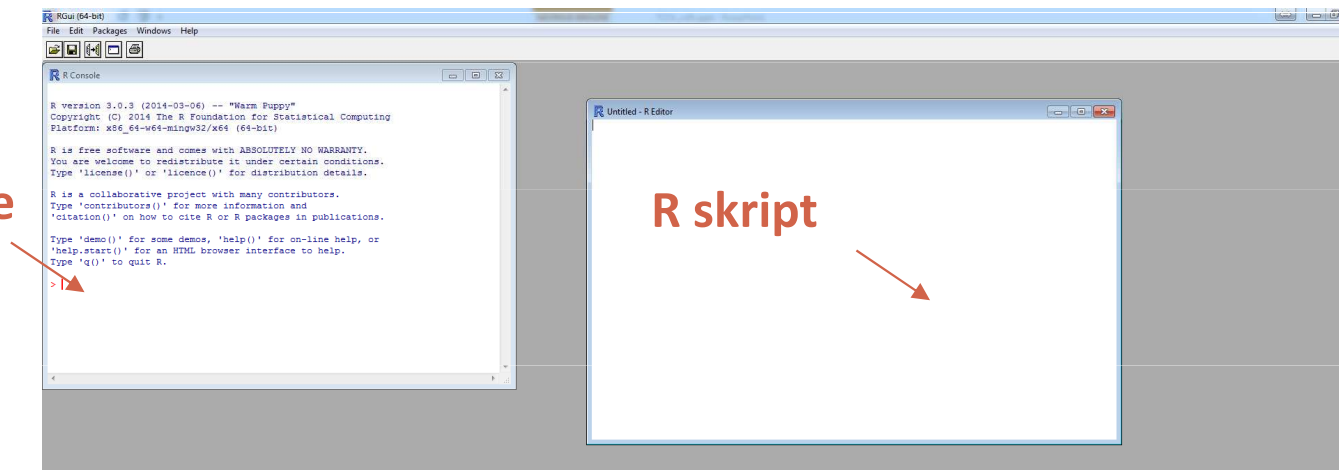 RGui (64-bit)
File Edit Packages Windows Help
R Console
R version 3.0.3 (2014-03-06) -- "Warm Puppy"
Copyright (C) 2014 The R Foundation for Statistical Computing
Platform: x86_64-w64-mingw32/x64 (64-bit)
R is free software and comes with ABSOLUTELY NO WARRANTY.
You are welcome to redistribute it under certain conditions.
Type 'license()' or 'licence()' for distribution details.
R is a collaborative project with many contributors.
Type 'contributors()' for more information and
'citation()' on how to cite R or R packages in publications.
Type 'demo()' for some demos, 'help()' for on-line help, or
'help.start()' for an HTML browser interface to help.
Type 'q()' to quit R.
>
e
Untitled - R Editor
R skript